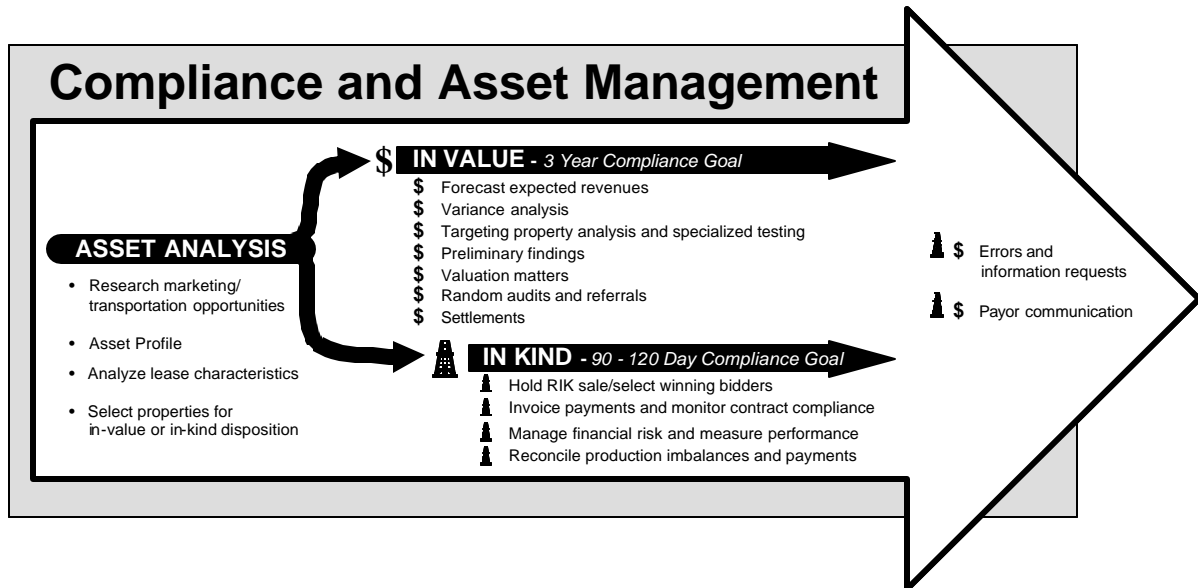 Compliance and Asset Management
ASSET ANALYSIS
• Research marketing/
transportation opportunities
• Asset Profile
• Analyze lease characteristics
• Select properties for
in-value or in-kind disposition
$ IN VALUE - 3 Year Compliance Goal
$ Forecast expected revenues
$ Variance analysis
$ Targeting property analysis and specialized testing
$ Preliminary findings
$ Valuation matters
$ Random audits and referrals
$ Settlements
IN KIND - 90 - 120 Day Compliance Goal
Hold RIK sale/select winning bidders
Invoice payments and monitor contract compliance
Manage financial risk and measure performance
Reconcile production imbalances and payments
$ Errors and
information requests
$ Payor communication